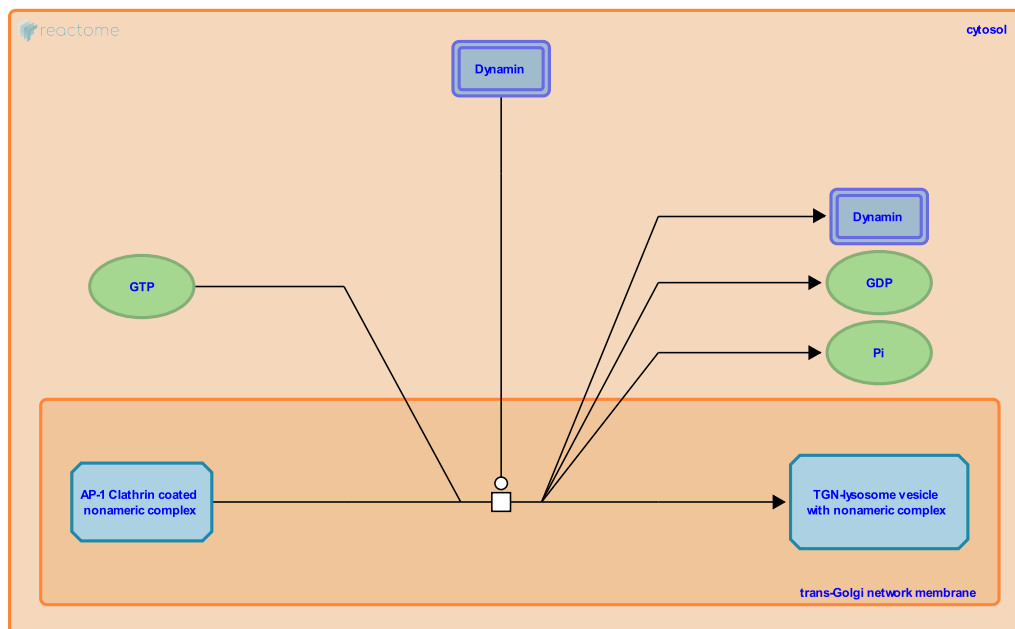 reactome
cytosol
Dynamin
Dynamin
GTP
GDP
Pi
AP-1 Clathrin coated
nonameric complex
TGN-lysosome vesicle
with nonameric complex
trans-Golgi network membrane